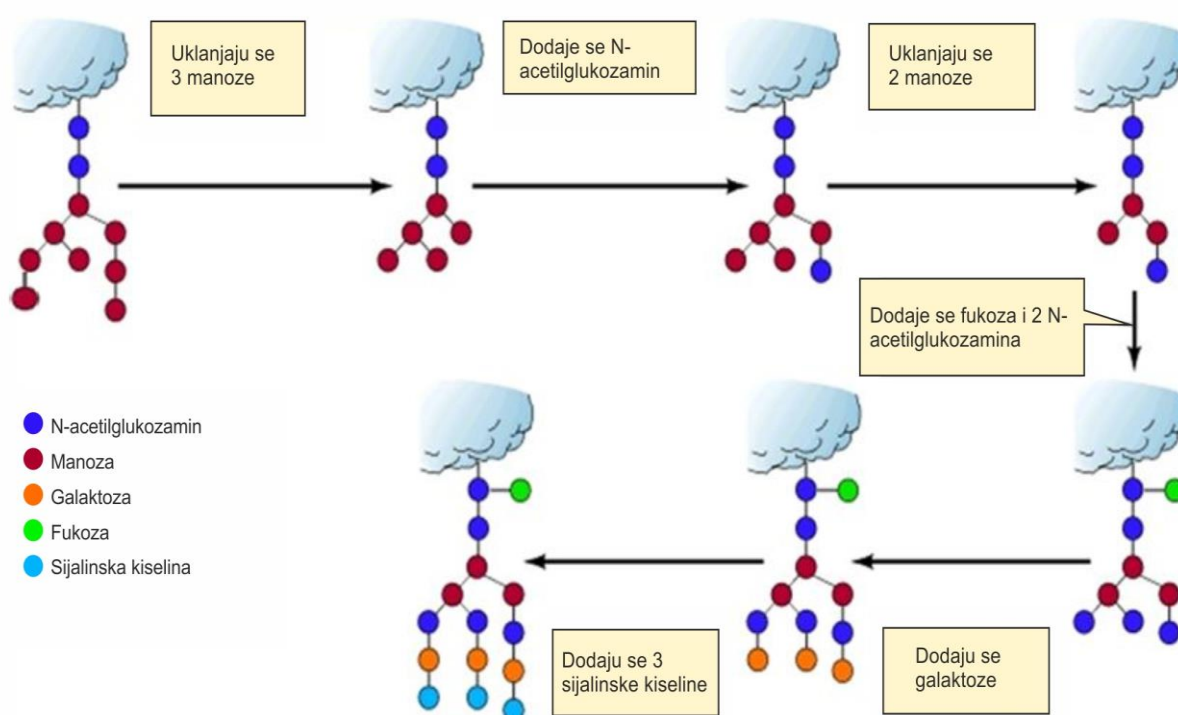 Uklanjaju se
3 manoze
Dodaje se N-
acetilglukozamin
Uklanjaju se
2 manoze
Dodaje se fukoza i 2 N-
acetilglukozamina
N-acetilglukozamin
Manoza
Galaktoza
Fukoza
Sijalinska kiselina
Dodaju se 3
sijalinske kiseline
Dodaju se
galaktoze